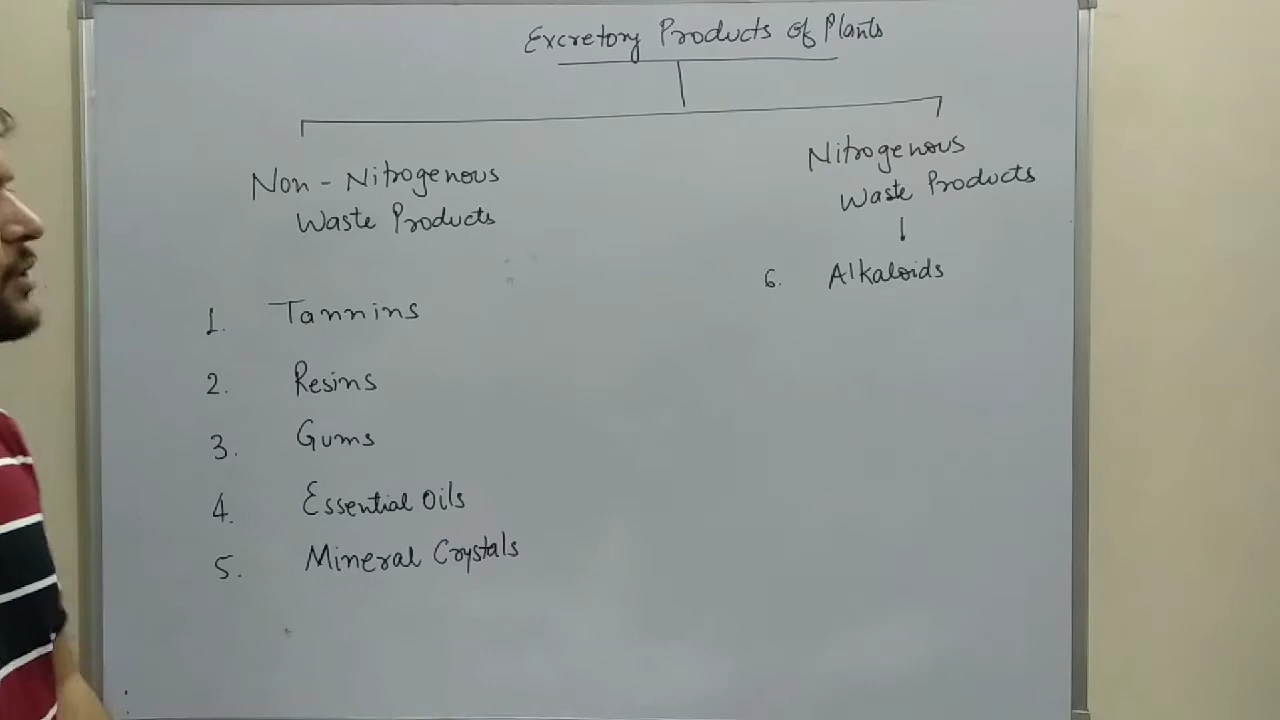 Excretory Products of Plants
Non-Nitrogenous
Waste Products
1. Tannins
2. Resins
3. Gums
4. Essential Oils
5. Mineral Crystals
Nitrogenous
Waste Products
6. Alkaloids